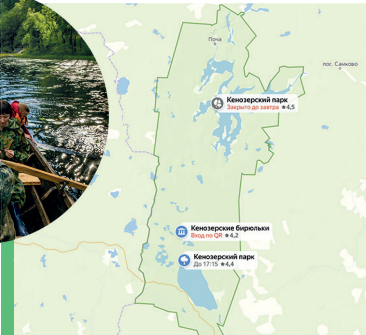 Поча
пос. Самково
Кенозерский парк
Закрыто до завтра ★4,5
Кенозерские бирюльки
Вход по QR ★4,2
Кенозерский парк
До 17:15 ★4,4